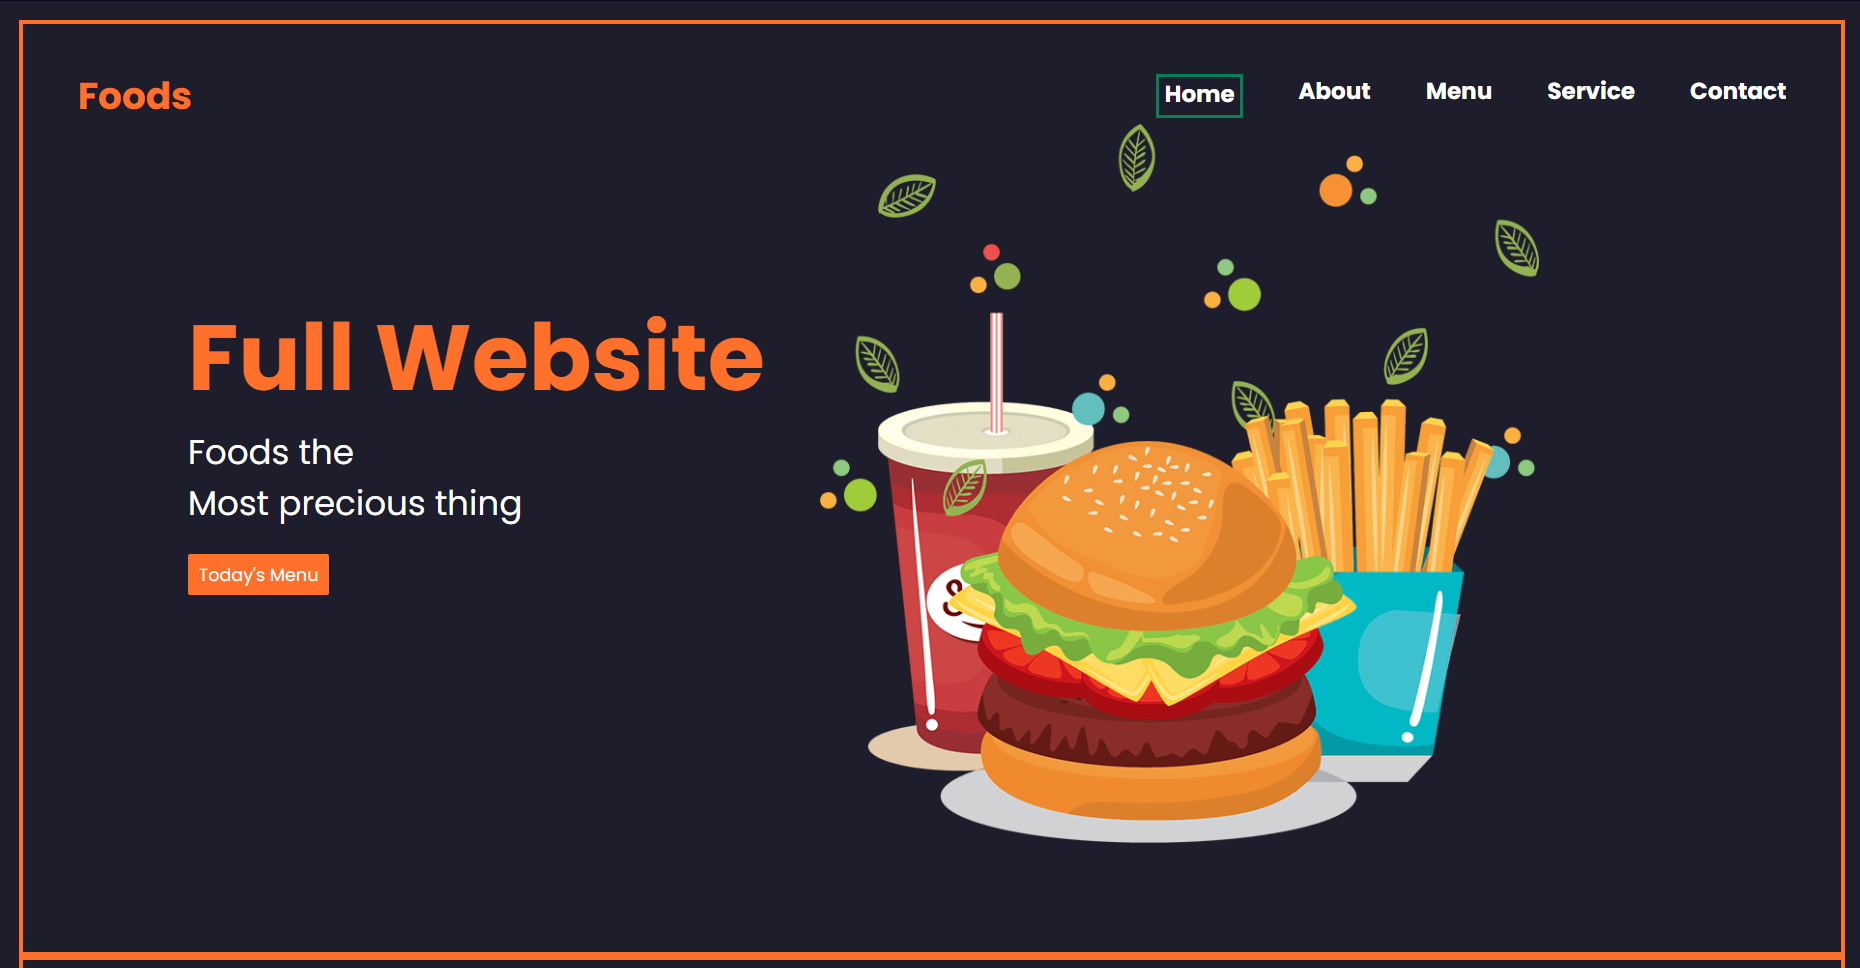 Foods
Home About Menu Service Contact
Full Website
Foods the
Most precious thing
Today's Menu